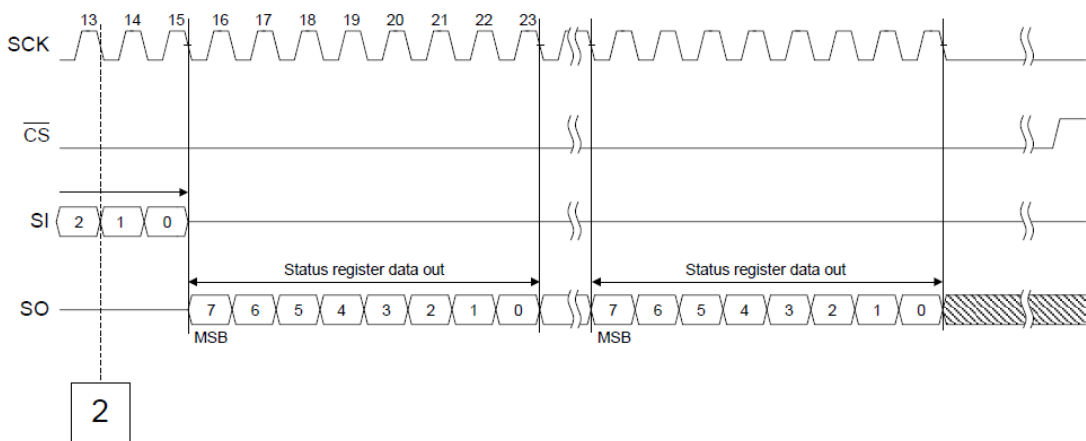 13 14 15 16 17 18 19 20 21 22 23
SCK
CS
SI 2 1 0
Status register data out Status register data out
SO 7 6 5 4 3 2 1 0 7 6 5 4 3 2 1 0
MSB MSB
2